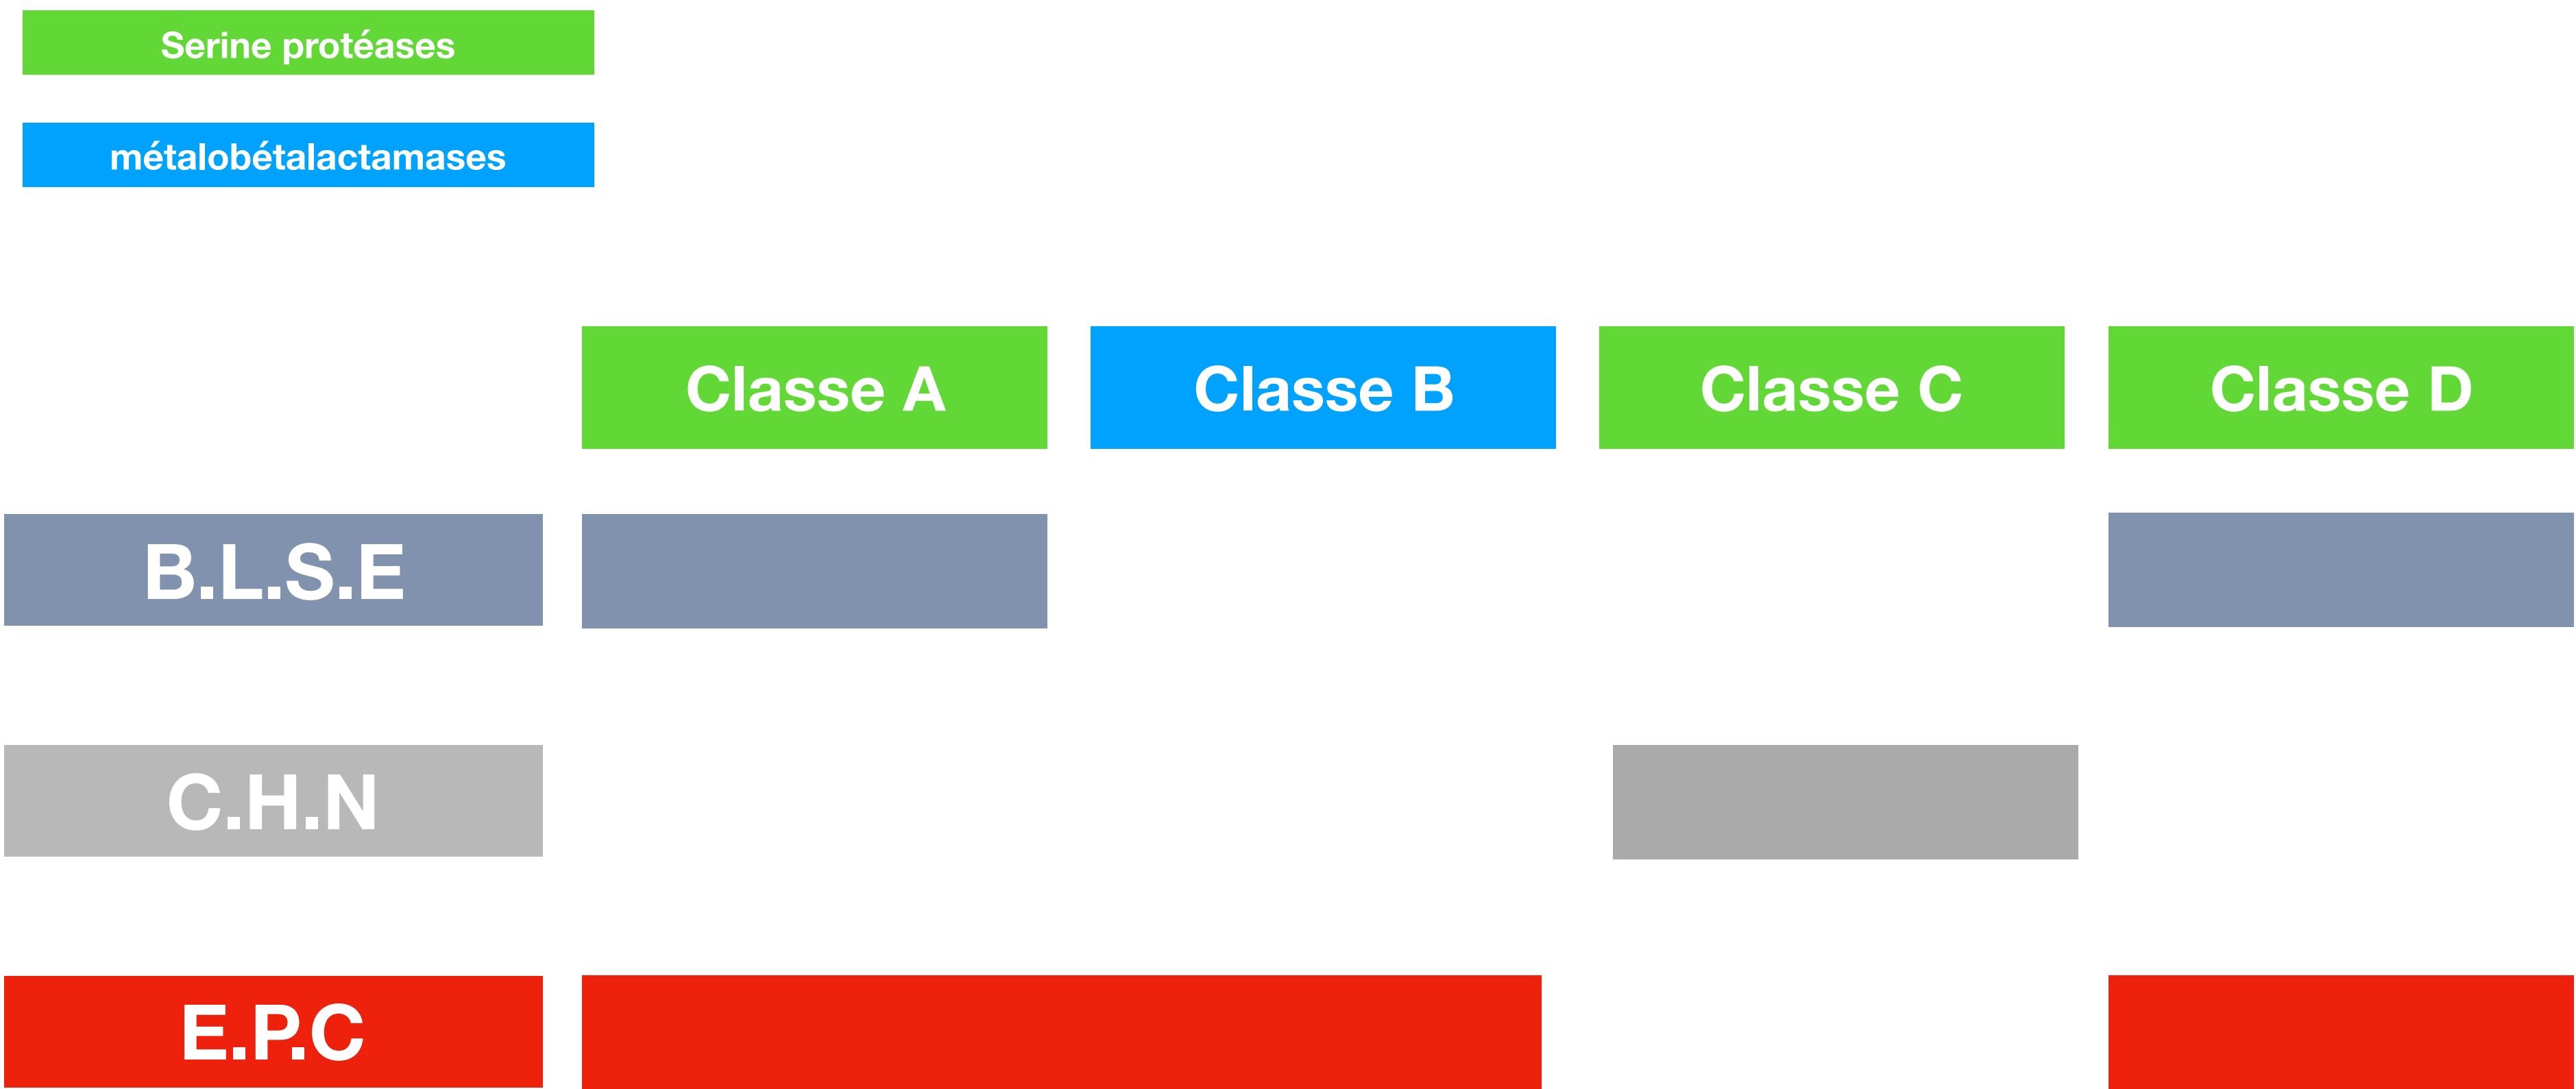 Serine protéases
métalobétalactamases
Classe A
Classe B
Classe C
Classe D
B.L.S.E
C.H.N
E.P.C